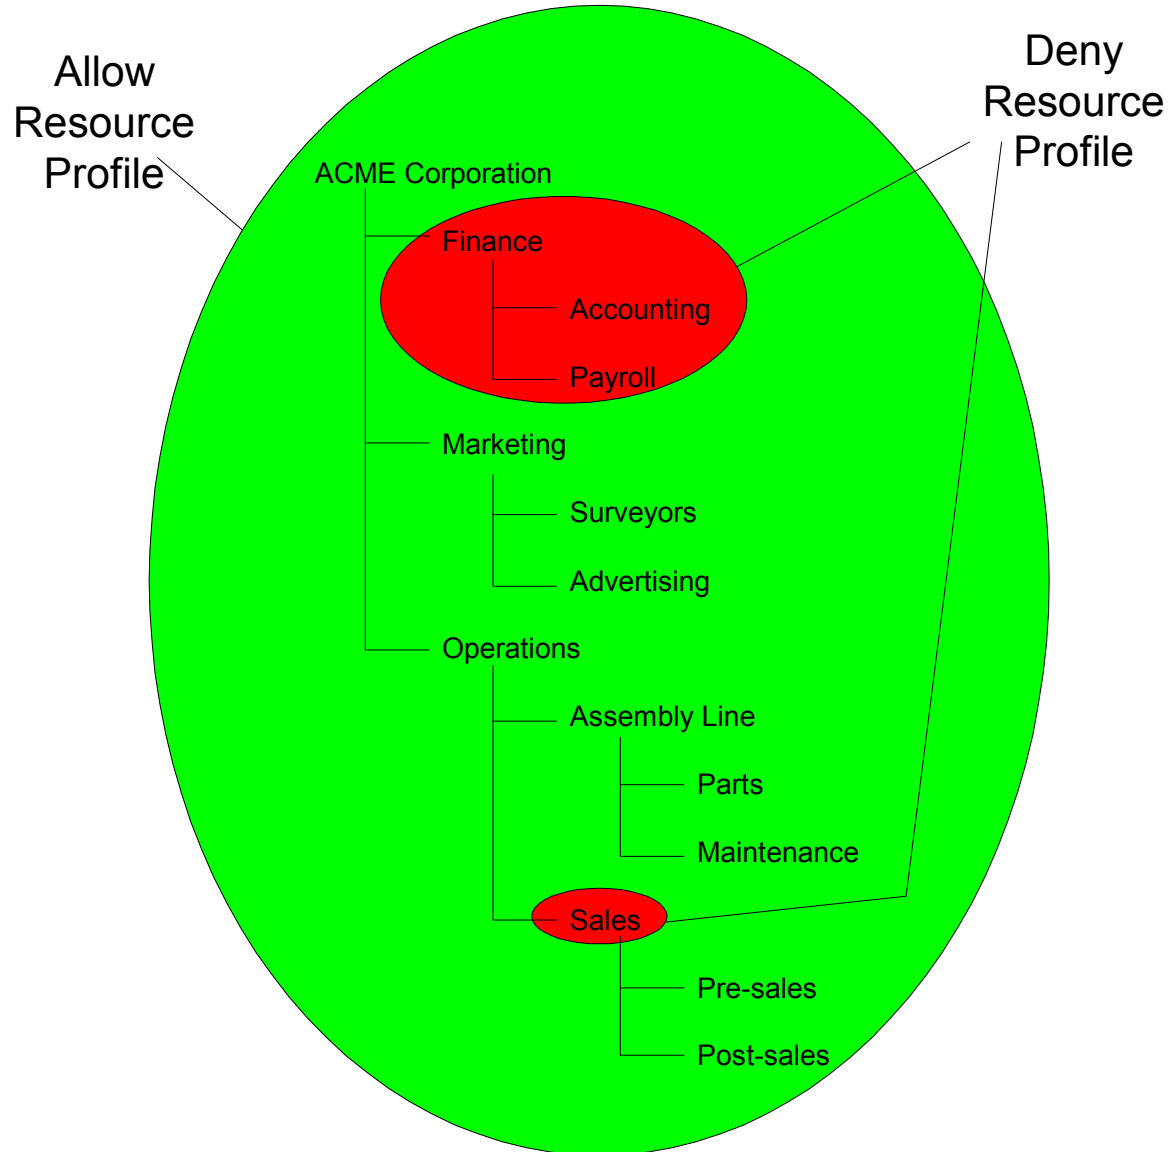 Allow
Resource
Profile
Deny
Resource
Profile
ACME Corporation
Finance
Accounting
Payroll
Marketing
Surveyors
Advertising
Operations
Assembly Line
Parts
Maintenance
Sales
Pre-sales
Post-sales